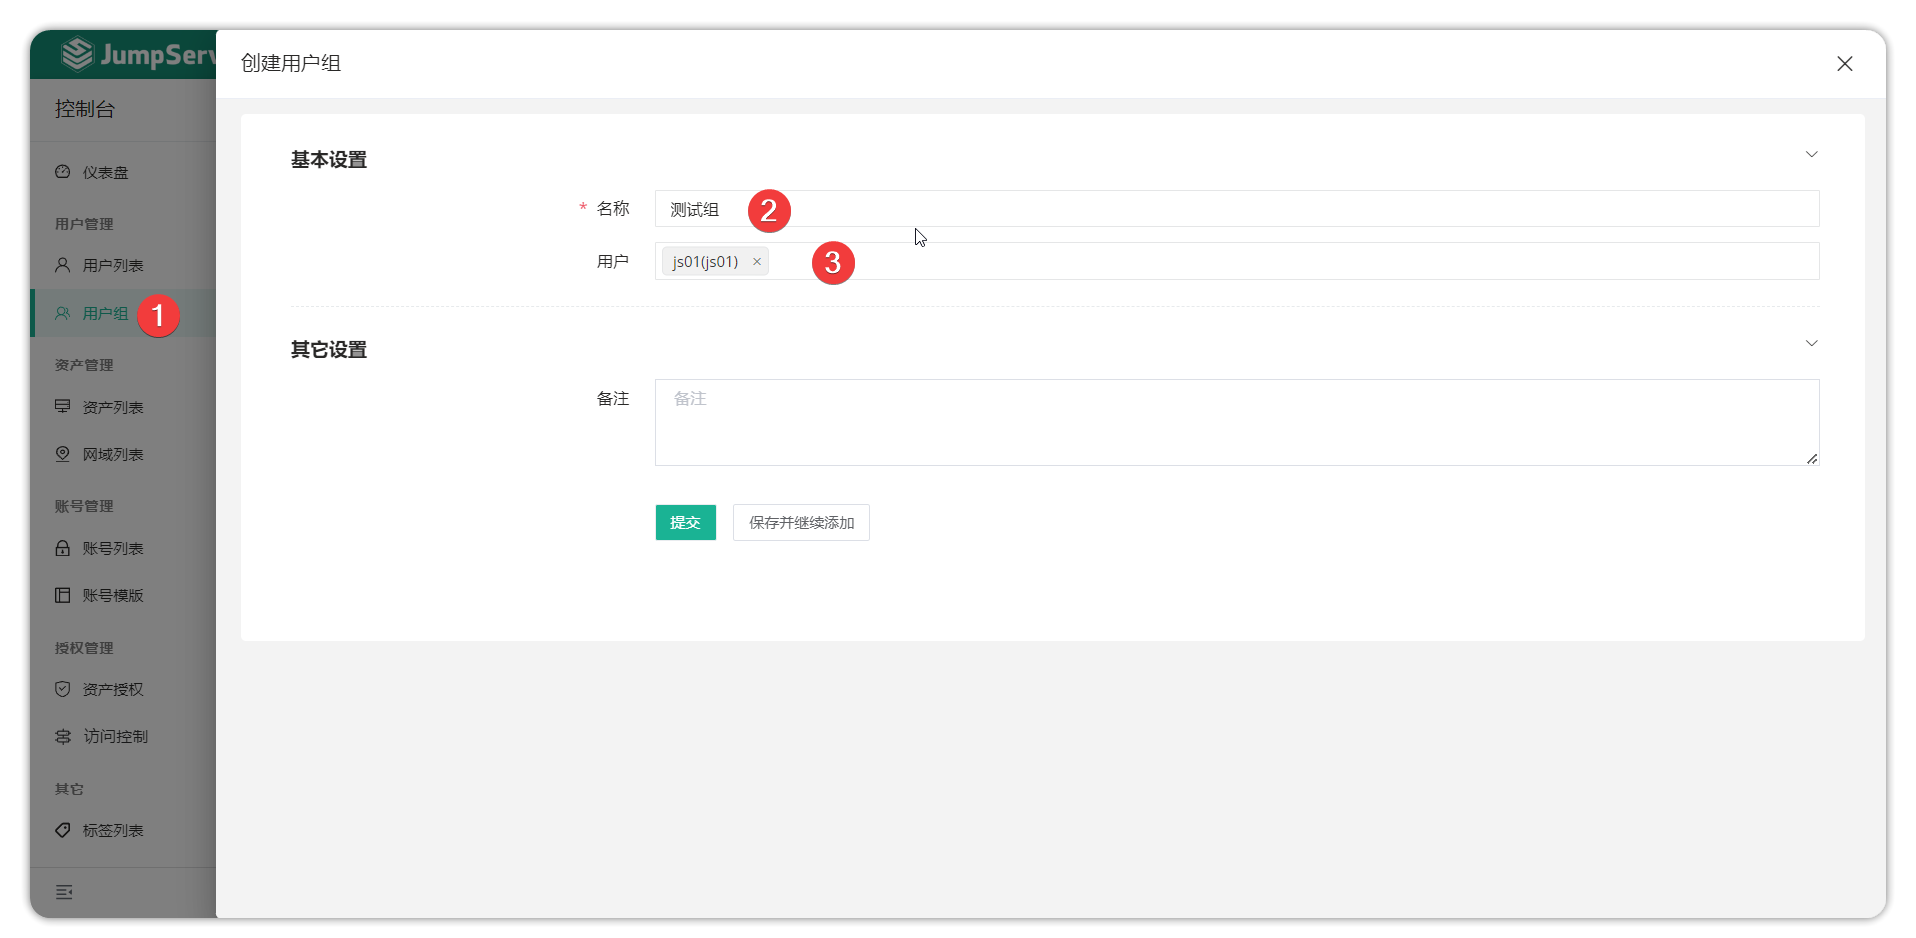 JumpServ
控制台
仪表盘
用户管理
用户列表
用户组
1
资产管理
资产列表
网域列表
账号管理
账号列表
账号模版
授权管理
资产授权
访问控制
其它
标签列表
创建用户组
基本设置
* 名称
测试组
2
用户
js01(js01) ×
3
其它设置
备注
备注
提交
保存并继续添加